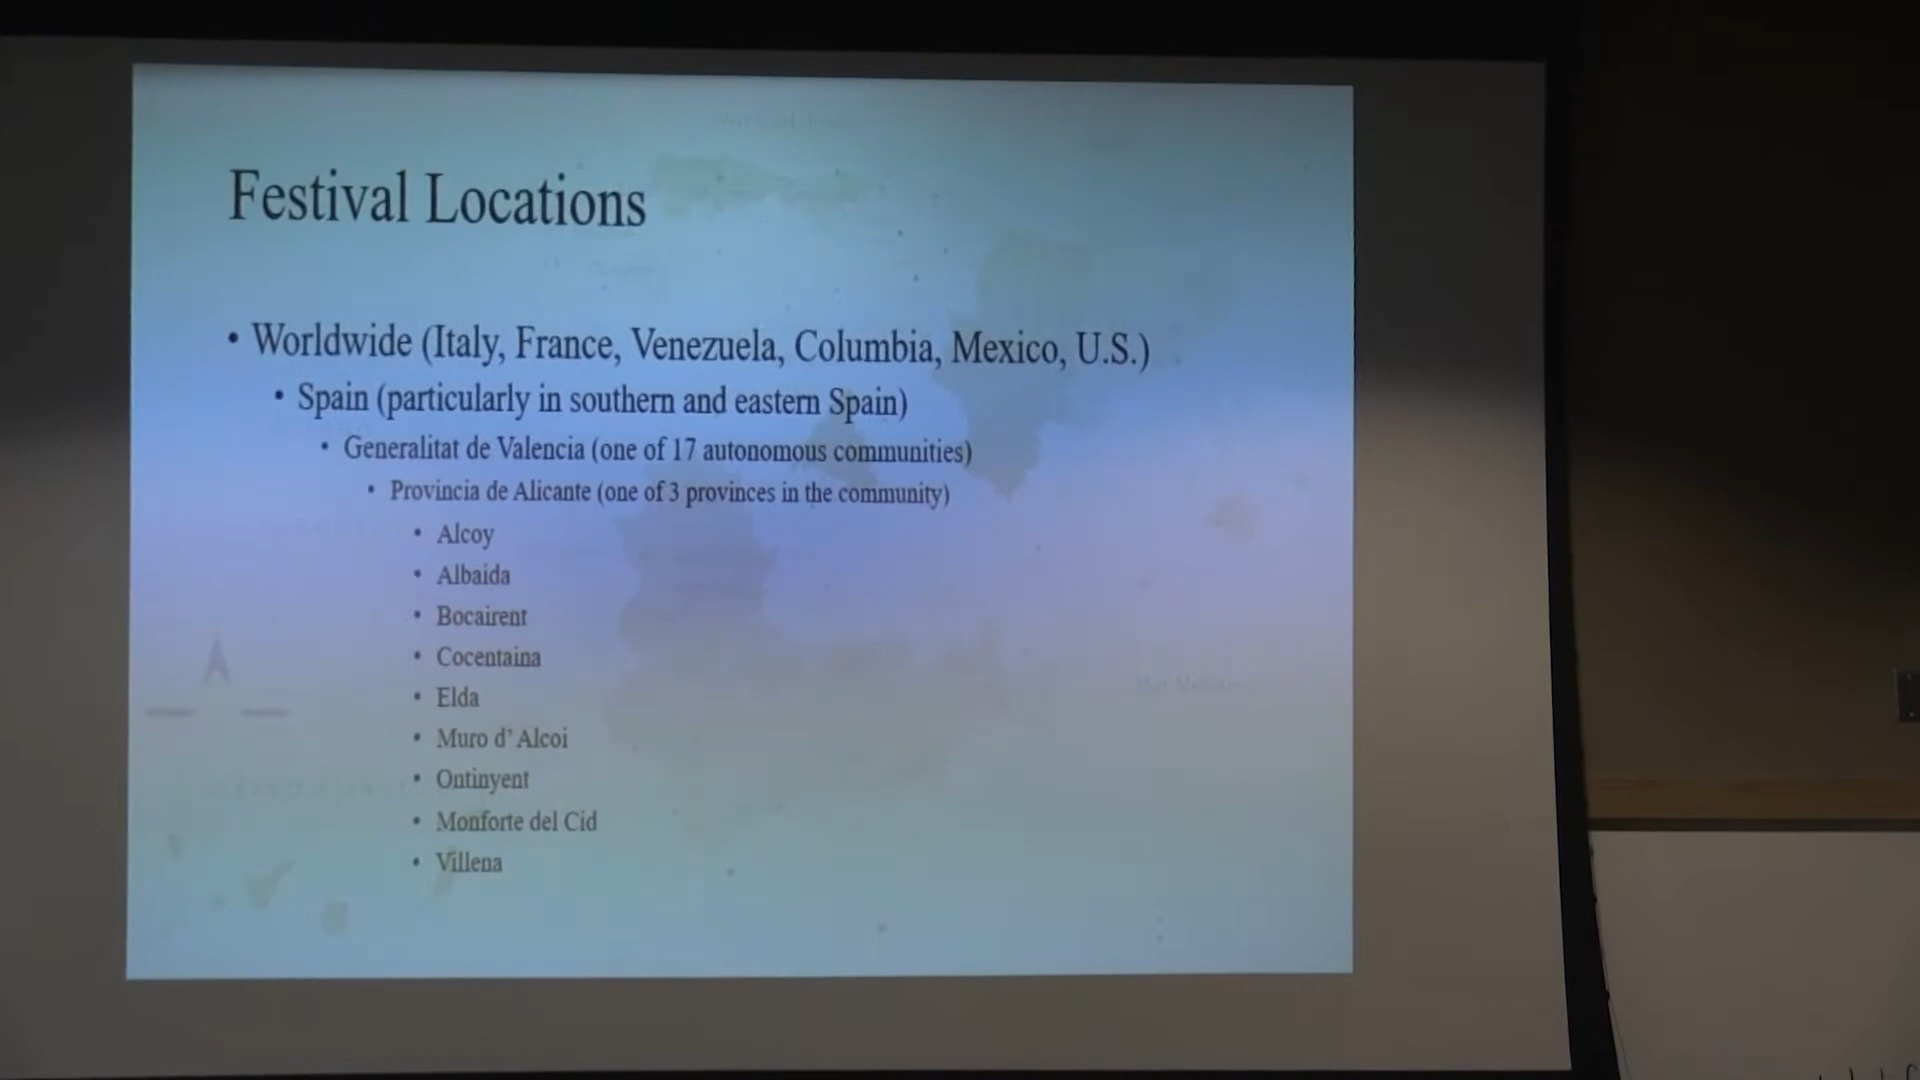 Festival Locations
• Worldwide (Italy, France, Venezuela, Columbia, Mexico, U.S.)
• Spain (particularly in southern and eastern Spain)
• Generalitat de Valencia (one of 17 autonomous communities)
• Provincia de Alicante (one of 3 provinces in the community)
• Alcoy
• Albaida
• Bocairent
• Cocentaina
• Elda
• Muro d’Alcoi
• Ontinyent
• Monforte del Cid
• Villena